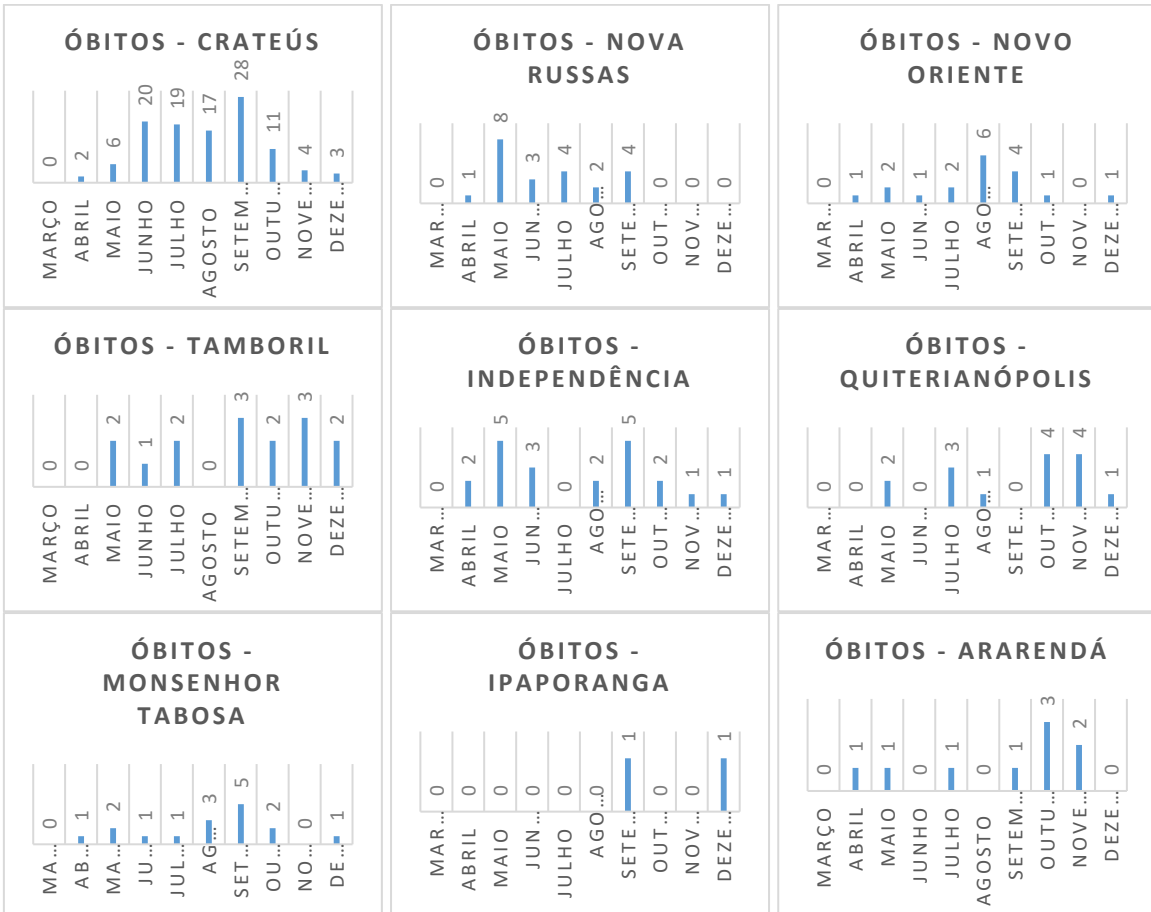 ÓBITOS - CRATEÚS
0
2
6
20
19
17
28
11
4
3
MARÇO
ABRIL
MAIO
JUNHO
JULHO
AGOSTO
SETEM…
OUTU…
NOVE…
DEZE…
ÓBITOS - NOVA
RUSSAS
0
1
8
3
4
2
4
0
0
0
MAR…
ABRIL
MAIO
JUN…
JULHO
AGO…
SETE…
OUT…
NOV…
DEZE…
ÓBITOS - NOVO
ORIENTE
0
1
2
1
2
6
4
1
0
1
MAR…
ABRIL
MAIO
JUN…
JULHO
AGO…
SETE…
OUT…
NOV…
DEZE…
ÓBITOS - TAMBORIL
0
0
2
1
2
0
3
2
3
2
MARÇO
ABRIL
MAIO
JUNHO
JULHO
AGOSTO
SETEM…
OUTU…
NOVE…
DEZE…
ÓBITOS -
INDEPENDÊNCIA
0
2
5
3
0
2
5
2
1
1
MAR…
ABRIL
MAIO
JUN…
JULHO
AGO…
SETE…
OUT…
NOV…
DEZE…
ÓBITOS -
QUITERIANÓPOLIS
0
0
2
0
3
1
0
4
4
1
MAR…
ABRIL
MAIO
JUN…
JULHO
AGO…
SETE…
OUT…
NOV…
DEZE…
ÓBITOS -
MONSENHOR
TABOSA
0
1
2
1
1
3
5
2
0
1
MA…
AB…
MA…
JU…
JUL…
AG…
SET…
OU…
NO…
DE…
ÓBITOS -
IPAPORANGA
0
0
0
0
0
0
1
0
0
1
MAR…
ABRIL
MAIO
JUN…
JULHO
AGO…
SETE…
OUT…
NOV…
DEZE…
ÓBITOS - ARARENDÁ
0
1
1
0
1
0
1
3
2
0
MARÇO
ABRIL
MAIO
JUNHO
JULHO
AGOSTO
SETEM…
OUTU…
NOVE…
DEZE…